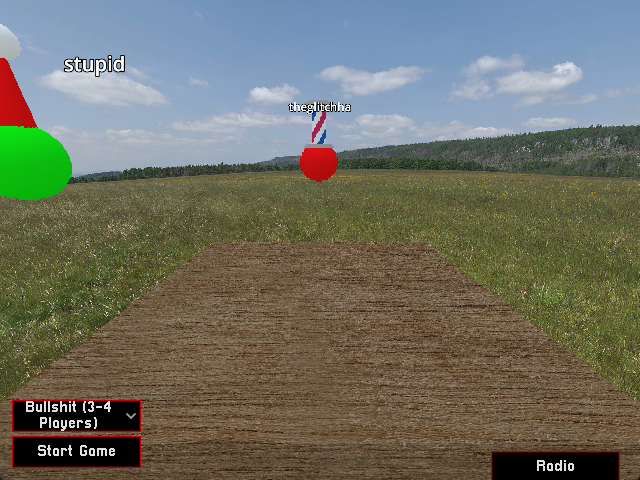 stupid
theglitchha
Bullshit (3-4
Players)
Start Game
Radio